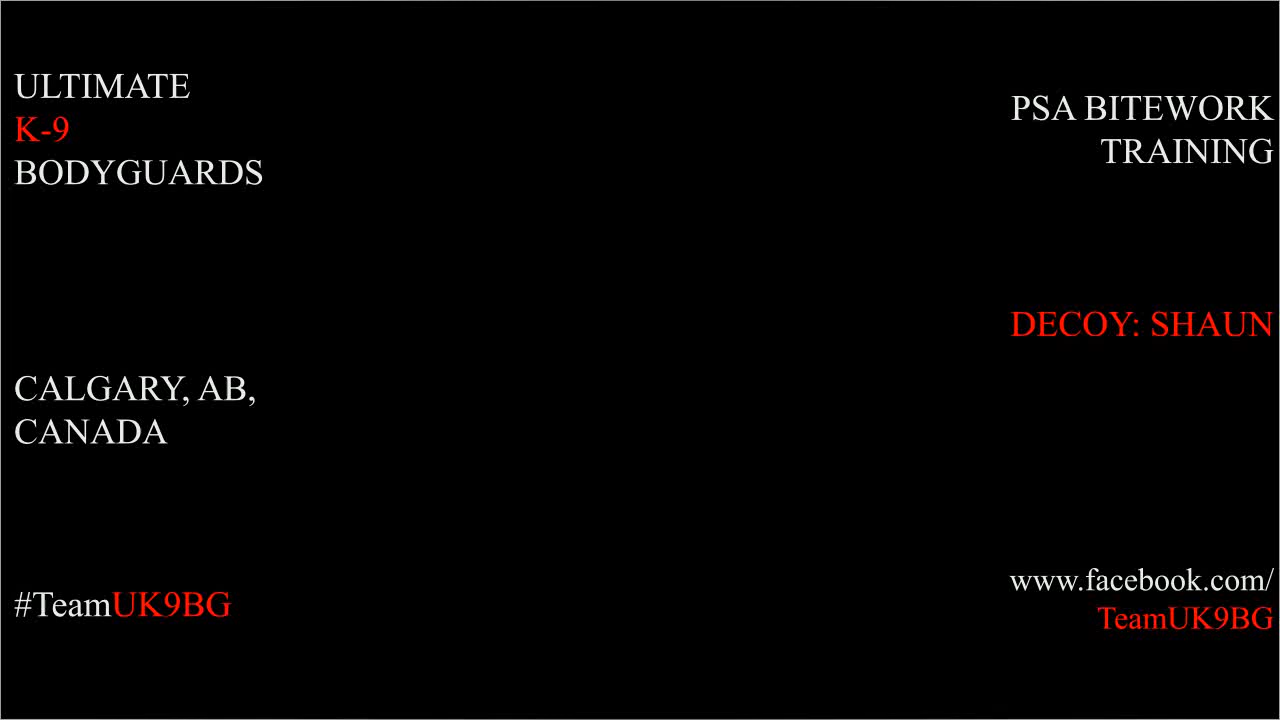 ULTIMATE
K-9
BODYGUARDS
CALGARY, AB,
CANADA
#TeamUK9BG
PSA BITEWORK
TRAINING
DECOY: SHAUN
www.facebook.com/
TeamUK9BG